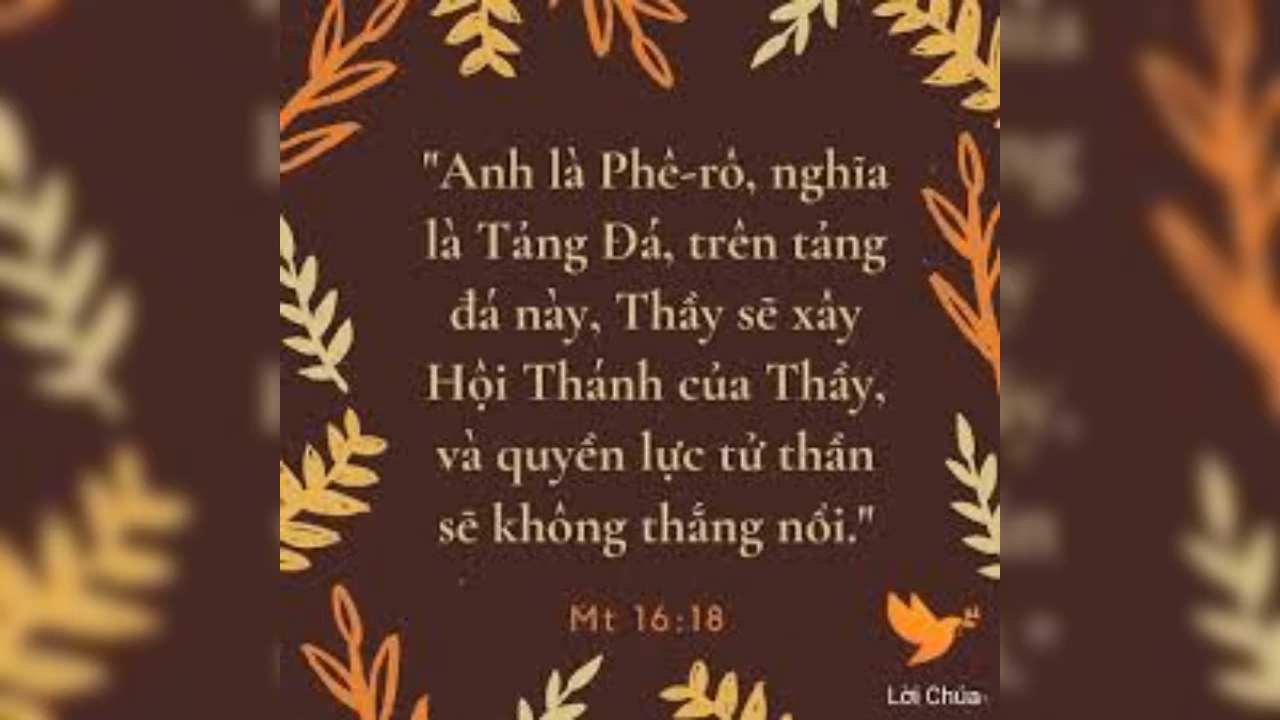 "Anh là Phê-rô, nghĩa
là Tảng Đá, trên tảng
đá này, Thầy sẽ xây
Hội Thánh của Thầy,
và quyền lực tử thần
sẽ không thắng nổi."
Mt 16:18
Lời Chúa